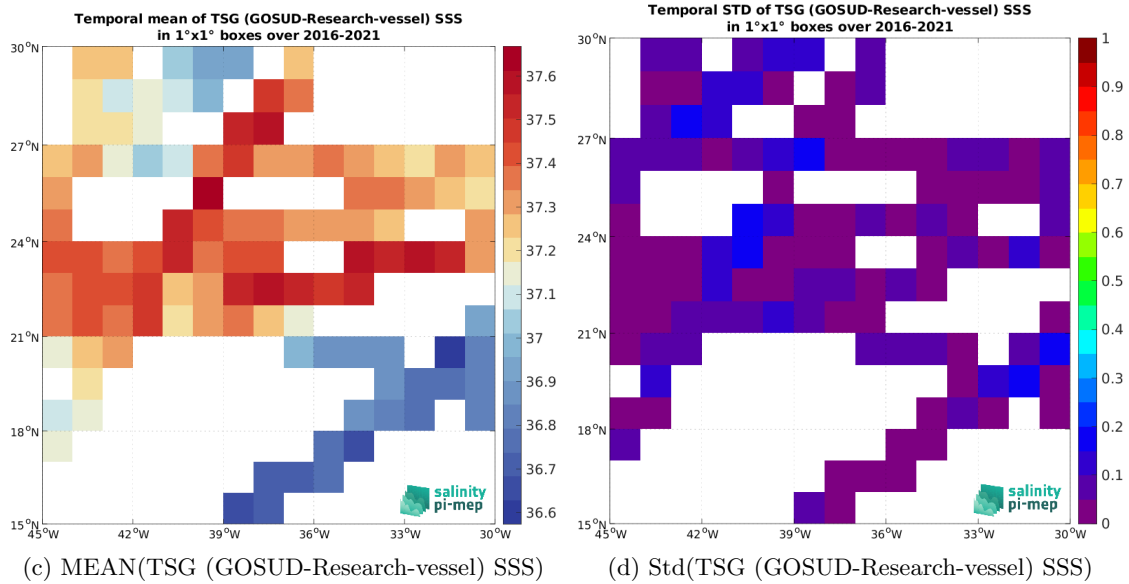 Temporal mean of TSG (GOSUD-Research-vessel) SSS
in 1°x1° boxes over 2016-2021
30°N
27°N
24°N
21°N
18°N
15°N
45°W
42°W
39°W
36°W
33°W
30°W
37.6
37.5
37.4
37.3
37.2
37.1
37
36.9
36.8
36.7
36.6
salinity
pi-mep
(c) MEAN(TSG (GOSUD-Research-vessel) SSS)
Temporal STD of TSG (GOSUD-Research-vessel) SSS
in 1°x1° boxes over 2016-2021
30°N
27°N
24°N
21°N
18°N
15°N
45°W
42°W
39°W
36°W
33°W
30°W
1
0.9
0.8
0.7
0.6
0.5
0.4
0.3
0.2
0.1
0
salinity
pi-mep
(d) Std(TSG (GOSUD-Research-vessel) SSS)